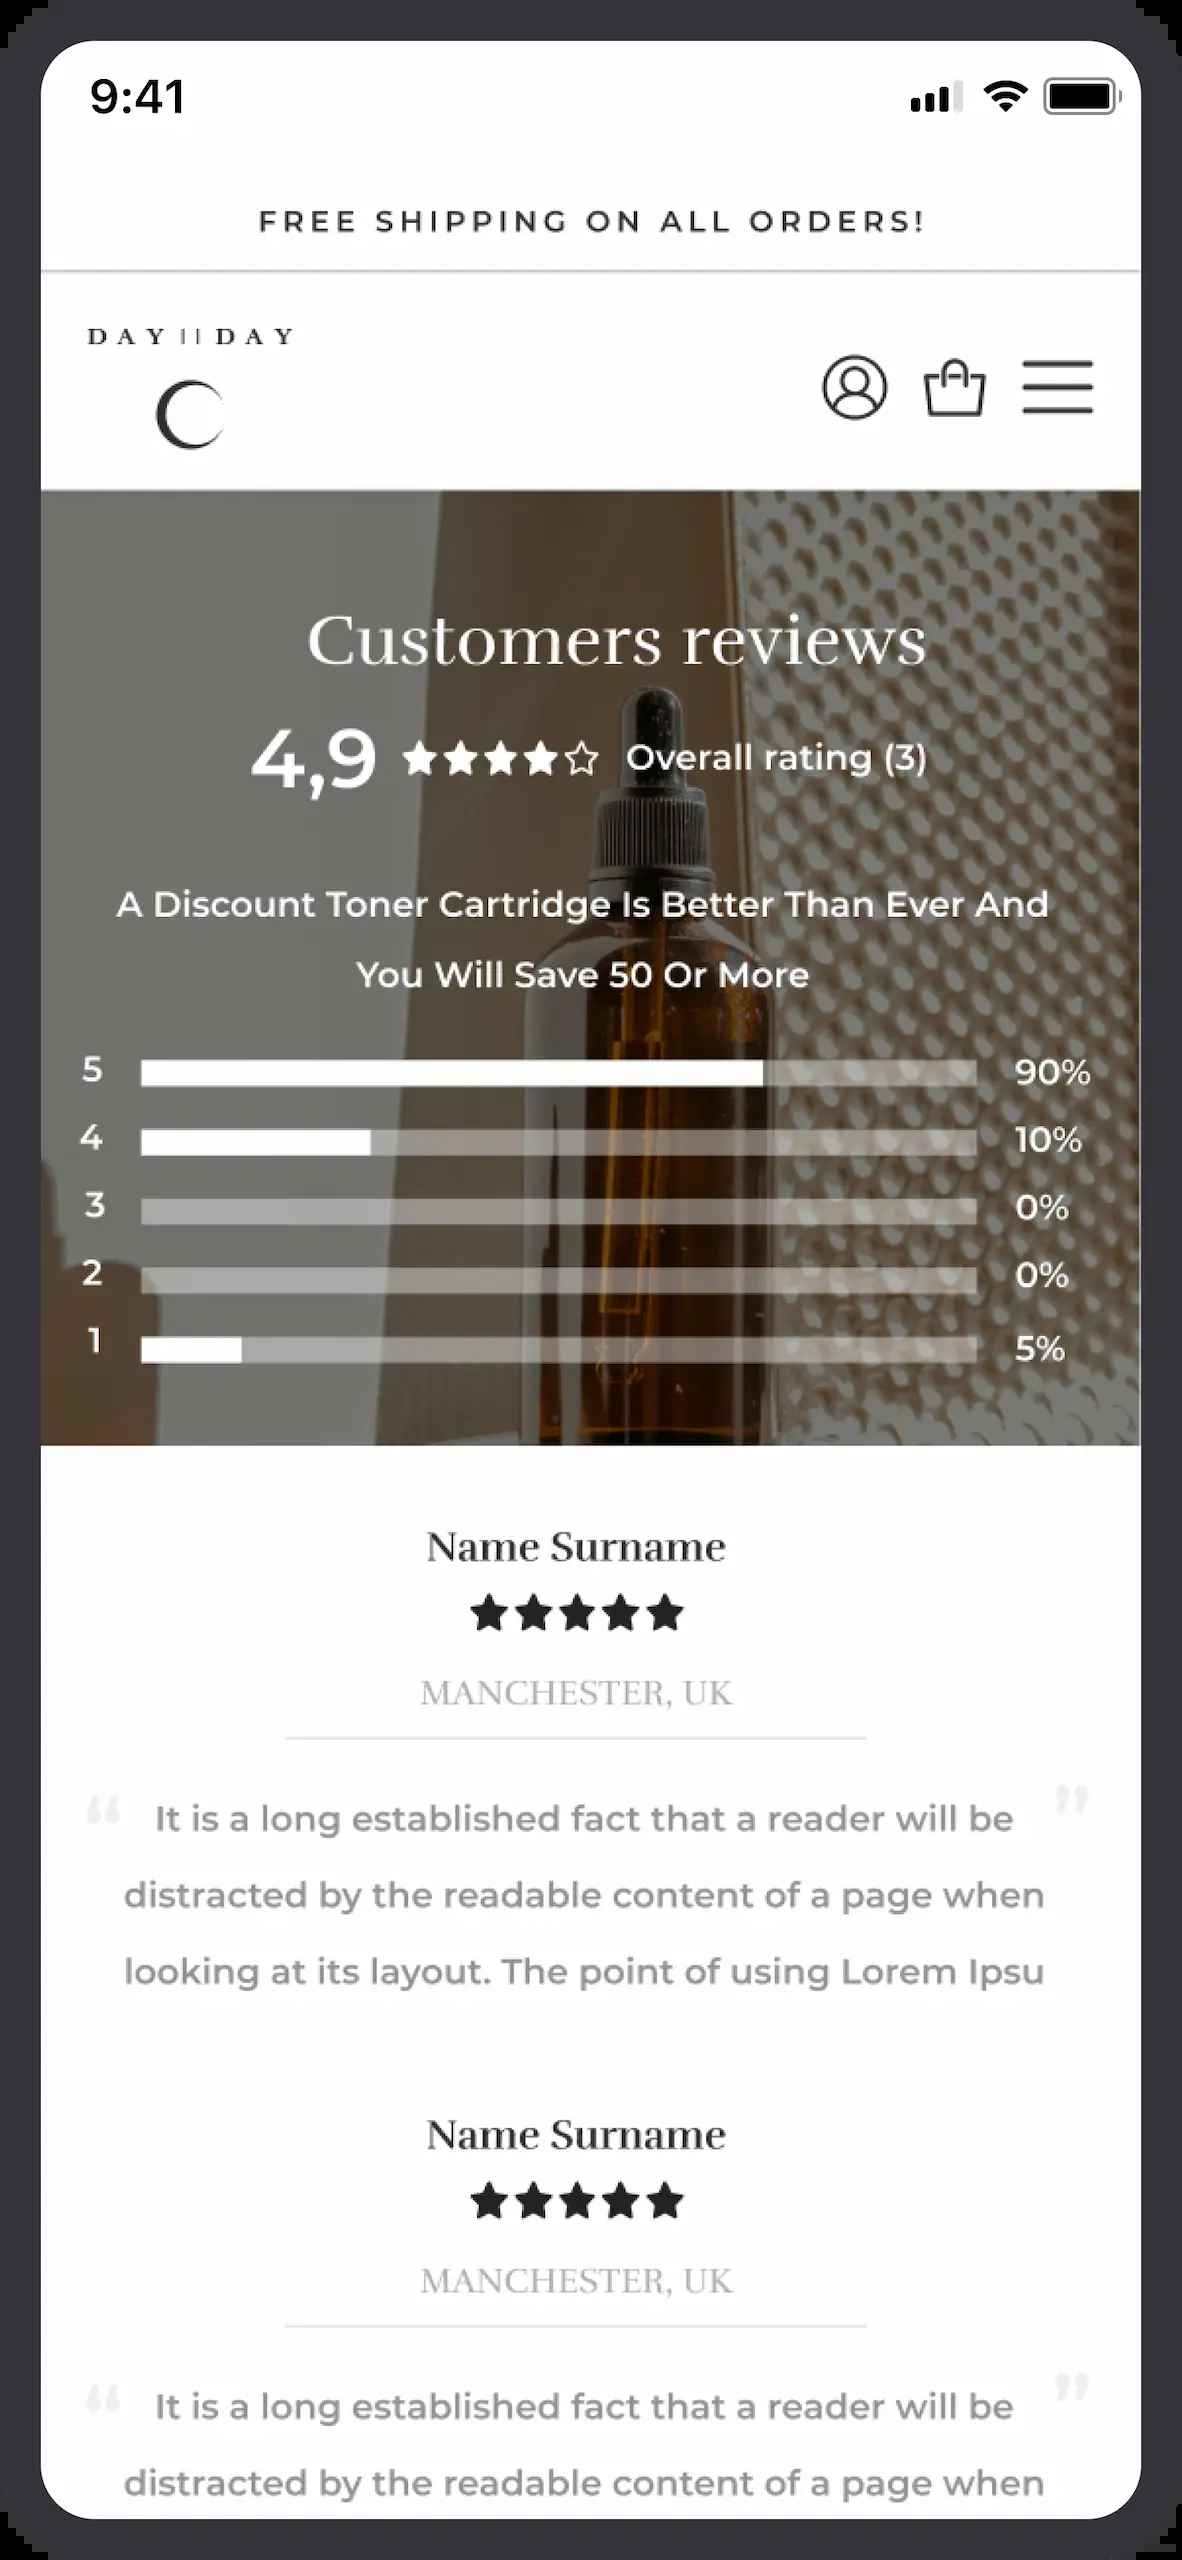 9:41
FREE SHIPPING ON ALL ORDERS!
DAY||DAY
Customers reviews
4,9 Overall rating (3)
A Discount Toner Cartridge Is Better Than Ever And
You Will Save 50 Or More
5 90%
4 10%
3 0%
2 0%
1 5%
Name Surname
MANCHESTER, UK
“ It is a long established fact that a reader will be ”
distracted by the readable content of a page when
looking at its layout. The point of using Lorem Ipsu
Name Surname
MANCHESTER, UK
“ It is a long established fact that a reader will be ”
distracted by the readable content of a page when